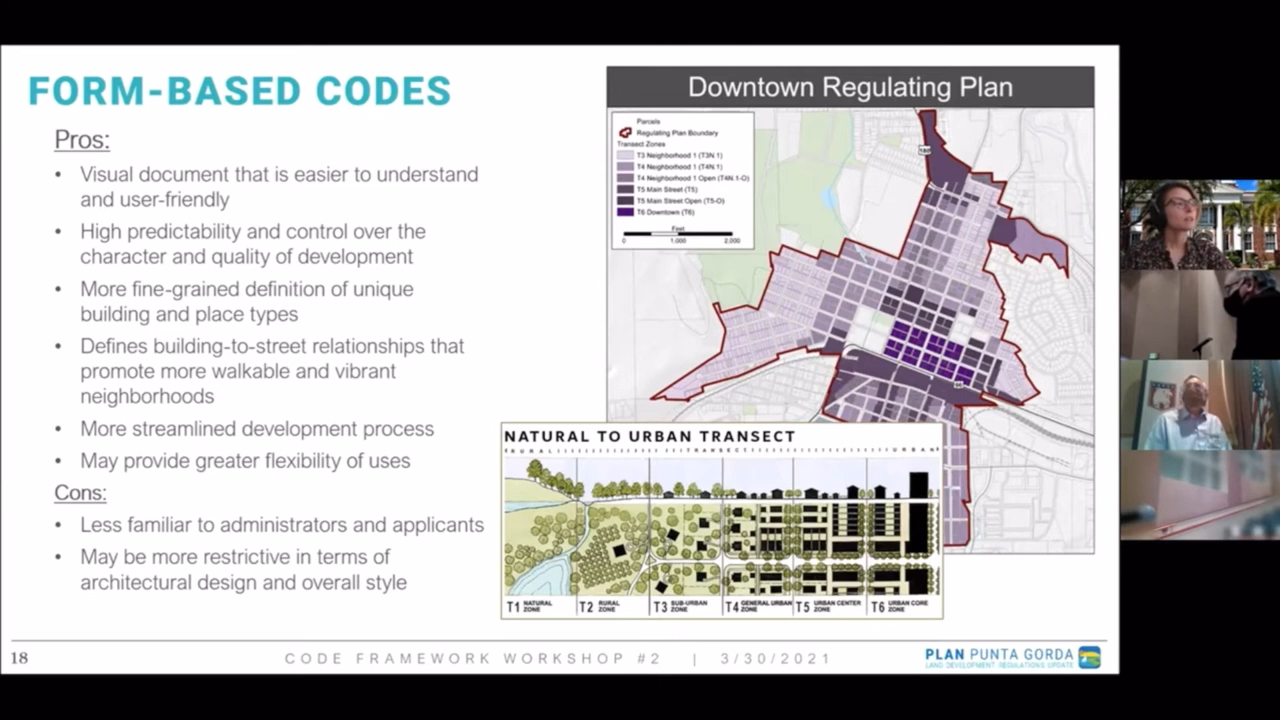 FORM-BASED CODES
Pros:
• Visual document that is easier to understand
and user-friendly
• High predictability and control over the
character and quality of development
• More fine-grained definition of unique
building and place types
• Defines building-to-street relationships that
promote more walkable and vibrant
neighborhoods
• More streamlined development process
• May provide greater flexibility of uses
Cons:
• Less familiar to administrators and applicants
• May be more restrictive in terms of
architectural design and overall style
Downtown Regulating Plan
Parcels
Regulating Plan Boundary
Transect Zones
T3 Neighborhood 1 (T3N.1)
T4 Neighborhood 1 (T4N.1)
T4 Neighborhood 1 Open (T4N.1-O)
T5 Main Street (T5)
T5 Main Street Open (T5-O)
T6 Downtown (T6)
Feet
0 1,000 2,000
NATURAL TO URBAN TRANSECT
RURAL TRANSECT URBAN
T1 NATURAL ZONE
T2 RURAL ZONE
T3 SUB-URBAN ZONE
T4 GENERAL URBAN ZONE
T5 URBAN CENTER ZONE
T6 URBAN CORE ZONE
18
CODE FRAMEWORK WORKSHOP #2 | 3/30/2021
PLAN PUNTA GORDA
LAND DEVELOPMENT REGULATIONS UPDATE